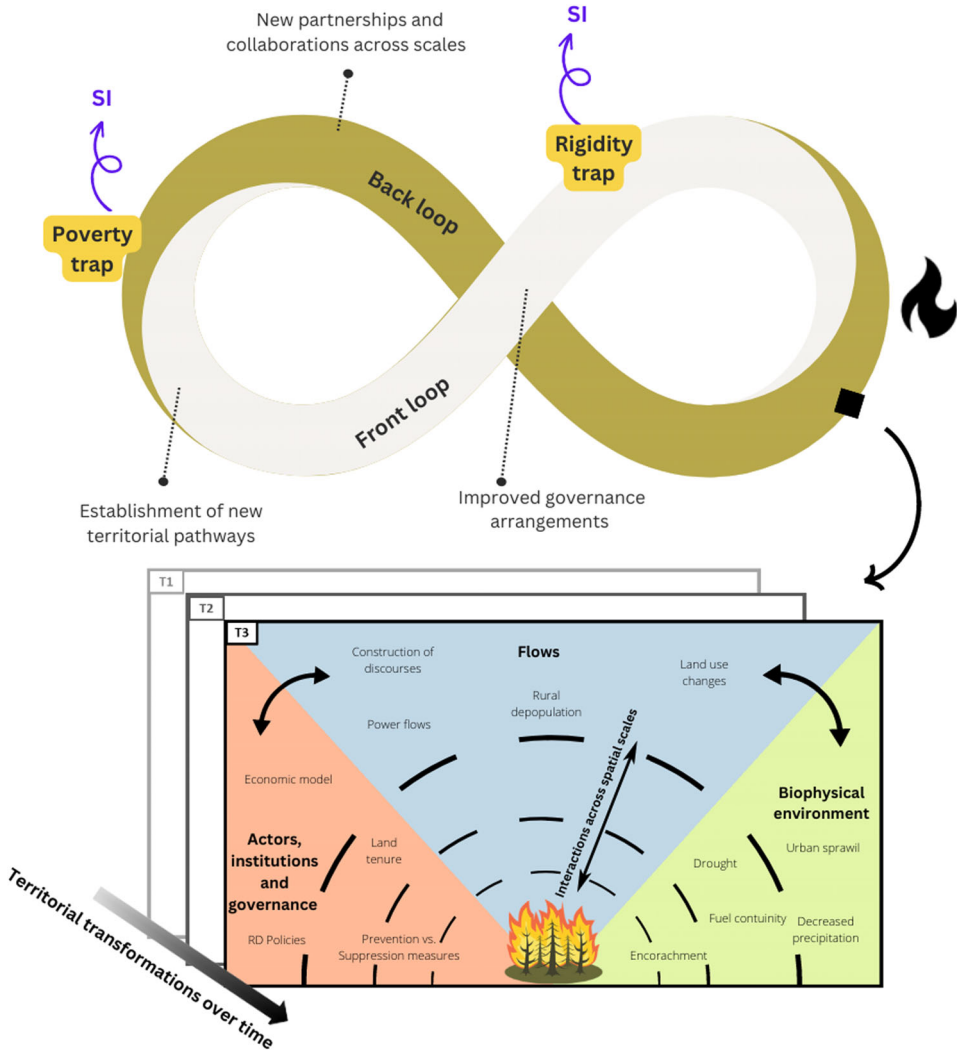 New partnerships and
collaborations across scales
SI
SI
Rigidity
trap
Poverty
trap
Back loop
Front loop
Establishment of new
territorial pathways
Improved governance
arrangements
T1
T2
T3
Construction of
discourses
Flows
Land use
changes
Rural
depopulation
Power flows
Interactions across spatial scales
Economic model
Biophysical
environment
Actors,
institutions
and
governance
Land
tenure
Urban sprawil
Drought
Fuel contuinity
Decreased
precipitation
RD Policies
Prevention vs.
Suppression measures
Encorachment
Territorial transformations over time